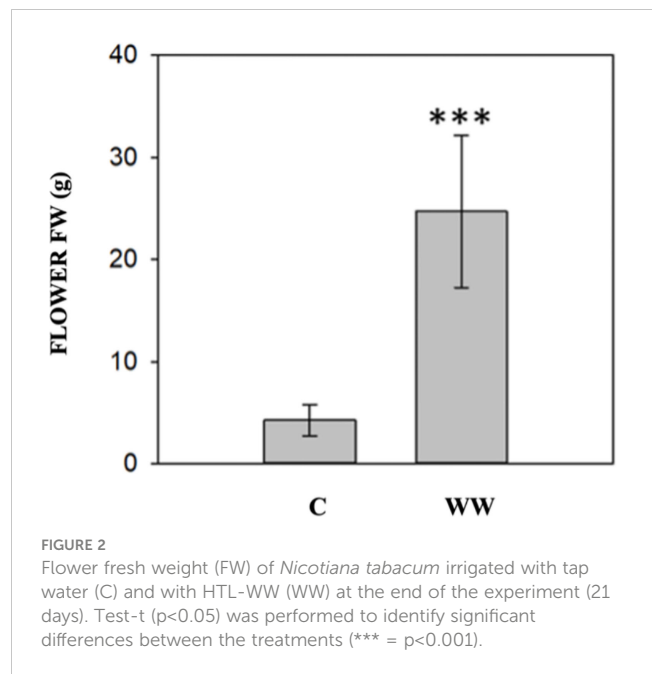 40
30
20
10
0
FLOWER FW (g)
***
C WW
FIGURE 2
Flower fresh weight (FW) of Nicotiana tabacum irrigated with tap
water (C) and with HTL-WW (WW) at the end of the experiment (21
days). Test-t (p<0.05) was performed to identify significant
differences between the treatments (*** = p<0.001).